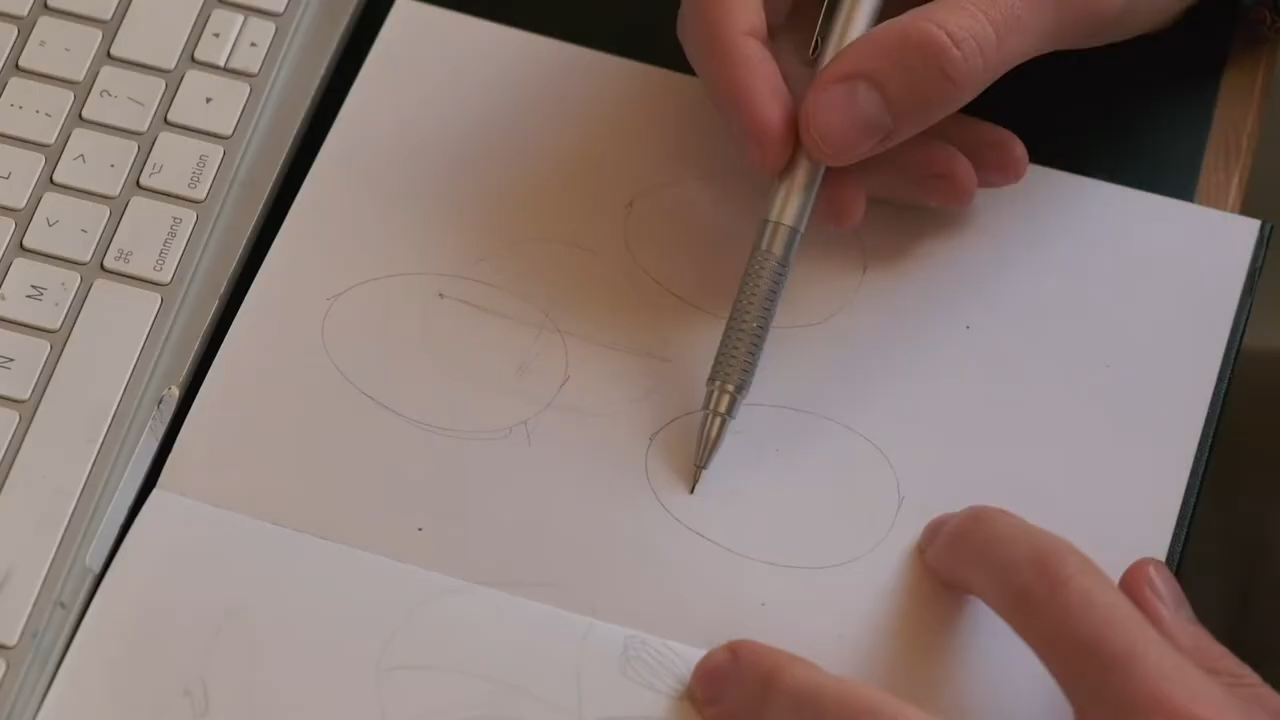 " '
: ;
? /
L
> .
⌥ option
< ,
⌘ command
M
N